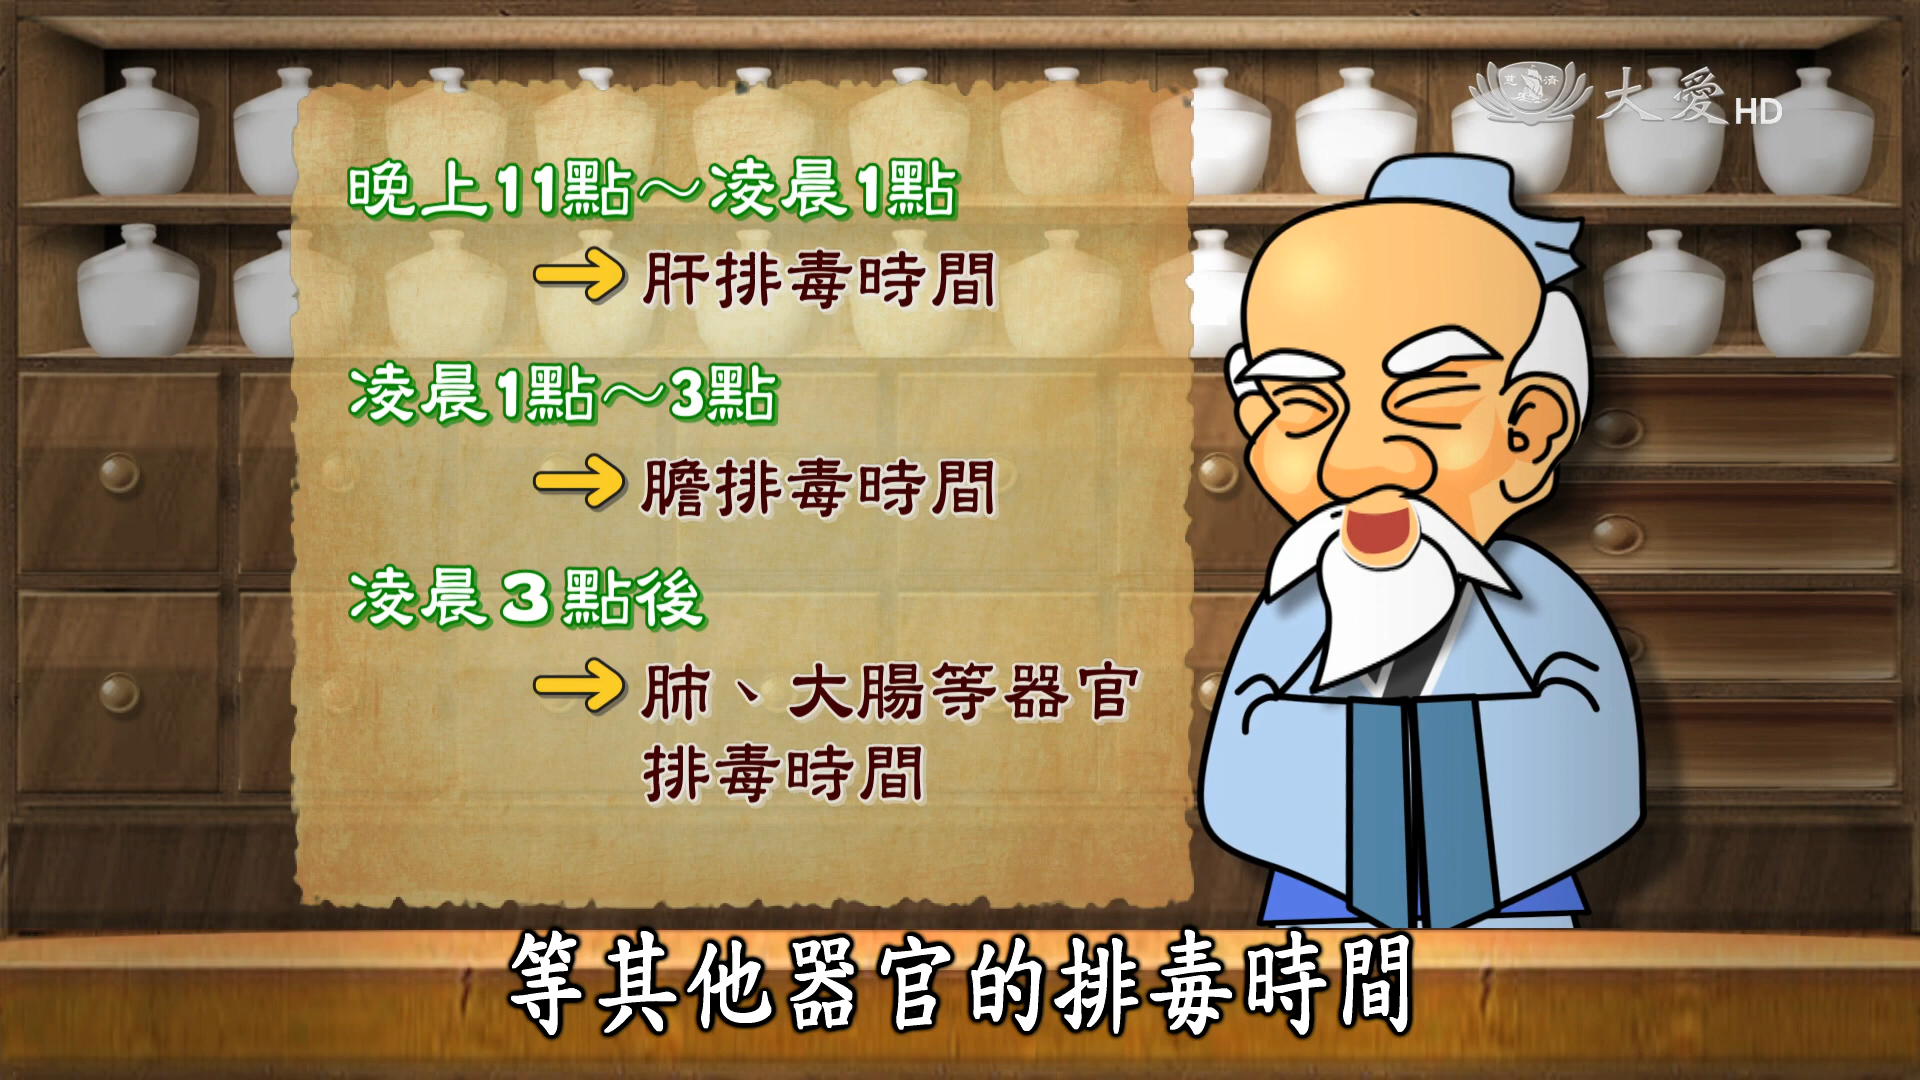 慈濟
大愛HD
晚上11點～凌晨1點
→肝排毒時間
凌晨1點～3點
→膽排毒時間
凌晨3點後
→肺、大腸等器官
排毒時間
等其他器官的排毒時間